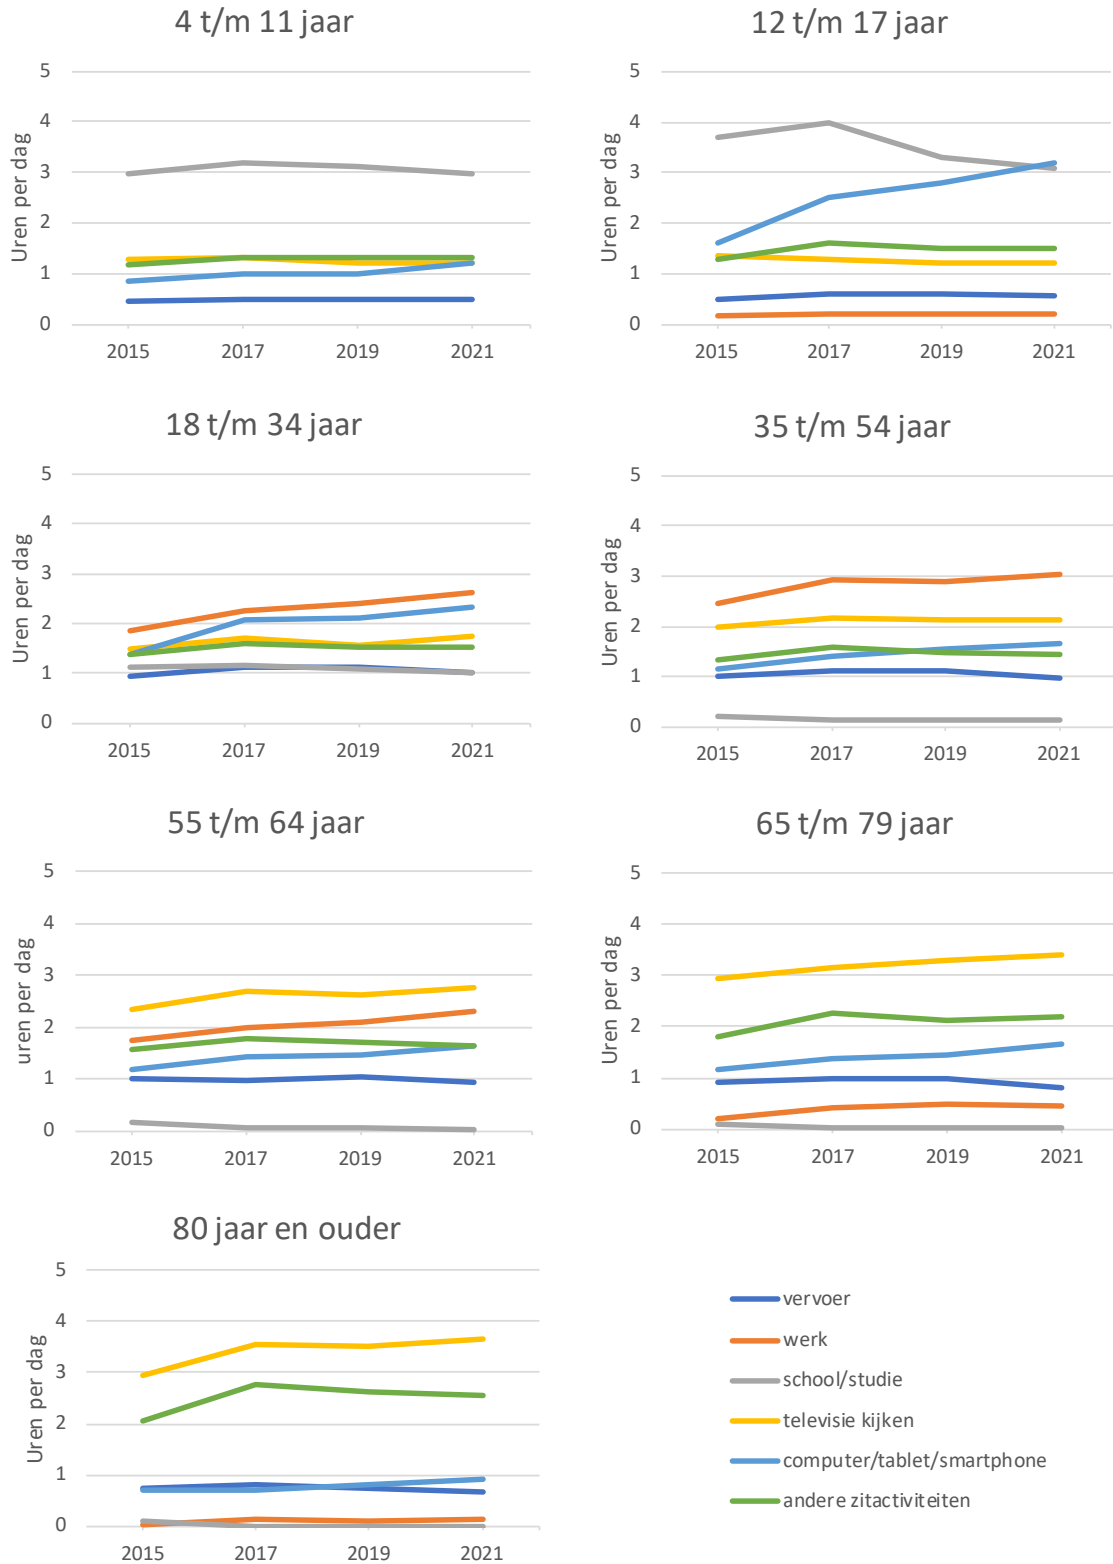 4 t/m 11 jaar
Uren per dag
5
4
3
2
1
0
2015 2017 2019 2021
12 t/m 17 jaar
Uren per dag
5
4
3
2
1
0
2015 2017 2019 2021
18 t/m 34 jaar
Uren per dag
5
4
3
2
1
0
2015 2017 2019 2021
35 t/m 54 jaar
Uren per dag
5
4
3
2
1
0
2015 2017 2019 2021
55 t/m 64 jaar
uren per dag
5
4
3
2
1
0
2015 2017 2019 2021
65 t/m 79 jaar
Uren per dag
5
4
3
2
1
0
2015 2017 2019 2021
80 jaar en ouder
Uren per dag
5
4
3
2
1
0
2015 2017 2019 2021
vervoer
werk
school/studie
televisie kijken
computer/tablet/smartphone
andere zitactiviteiten